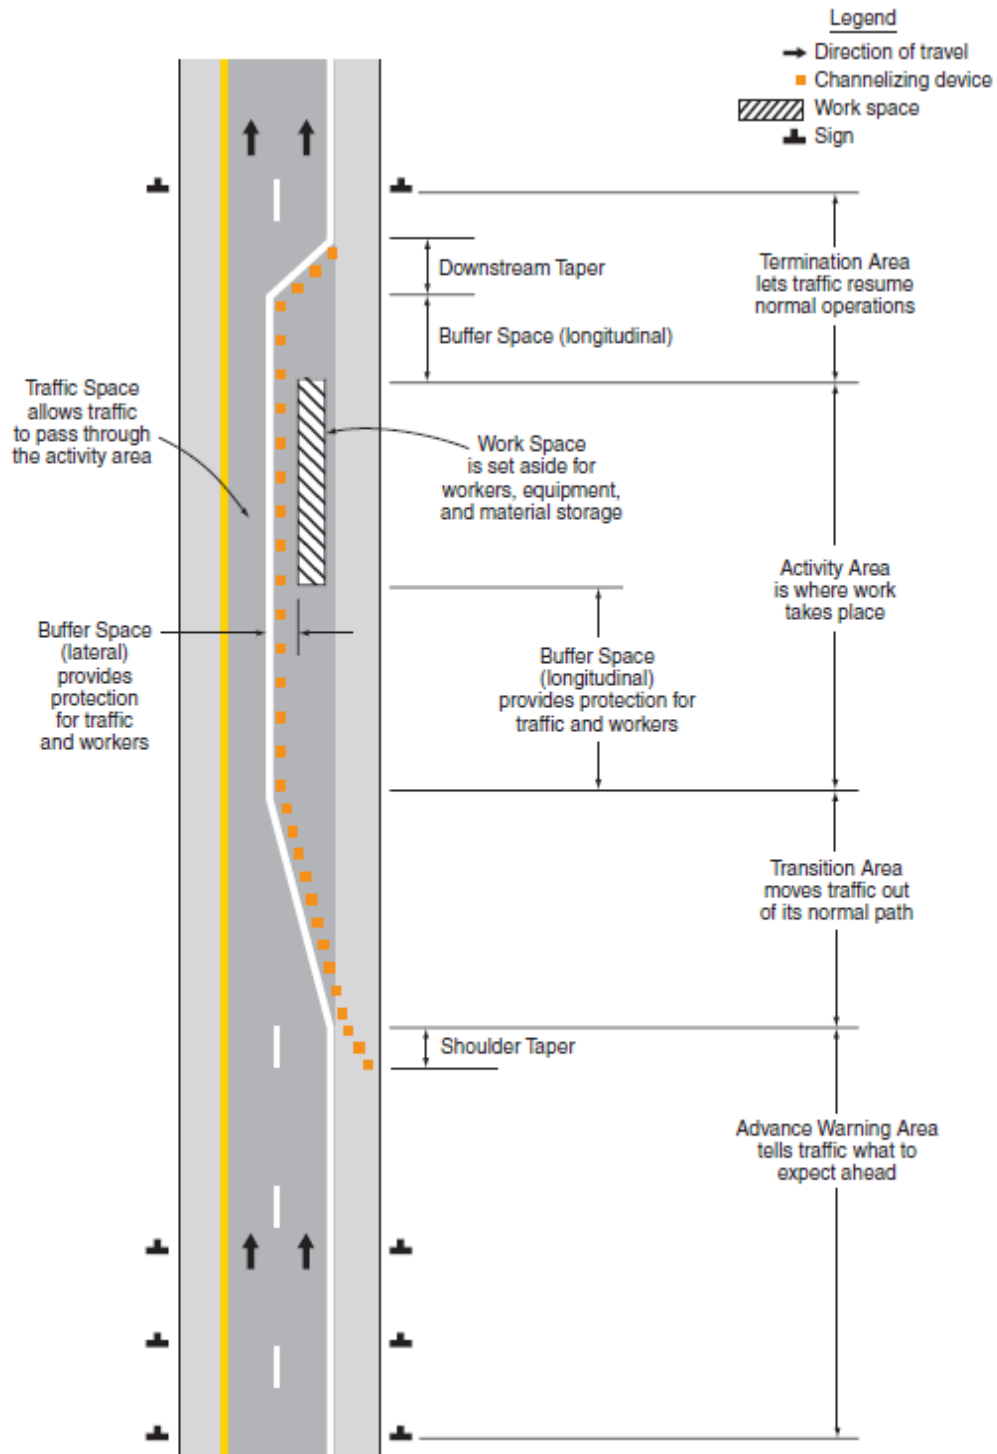 Legend
Direction of travel
Channelizing device
Work space
Sign
Downstream Taper
Termination Area
lets traffic resume
normal operations
Buffer Space (longitudinal)
Traffic Space
allows traffic
to pass through
the activity area
Work Space
is set aside for
workers, equipment,
and material storage
Activity Area
is where work
takes place
Buffer Space
(lateral)
provides
protection
for traffic
and workers
Buffer Space
(longitudinal)
provides protection for
traffic and workers
Transition Area
moves traffic out
of its normal path
Shoulder Taper
Advance Warning Area
tells traffic what to
expect ahead